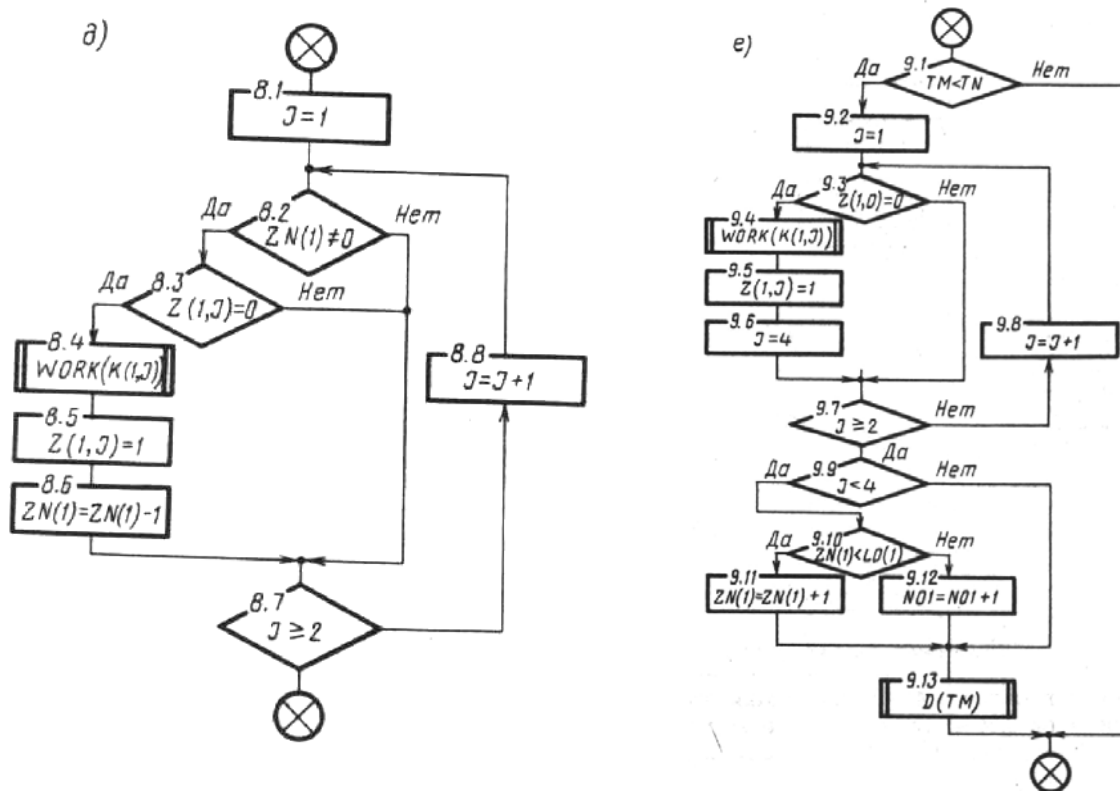 д)
8.1
J=1
8.2
Да
Нет
ZN(1)≠0
8.3
Да
Нет
Z(1,J)=0
8.4
WORK(K(1,J))
8.5
Z(1,J)=1
8.6
ZN(1)=ZN(1)-1
8.7
J≥2
8.8
J=J+1
е)
9.1
Да
Нет
TM<TN
9.2
J=1
9.3
Да
Нет
Z(1,0)=0
9.4
WORK(K(1,J))
9.5
Z(1,J)=1
9.6
J=4
9.8
J=J+1
9.7
Нет
J≥2
Да
9.9
Да
Нет
J<4
9.10
Да
Нет
ZN(1)<LO(1)
9.11
ZN(1)=ZN(1)+1
9.12
NO1=NO1+1
9.13
D(TM)